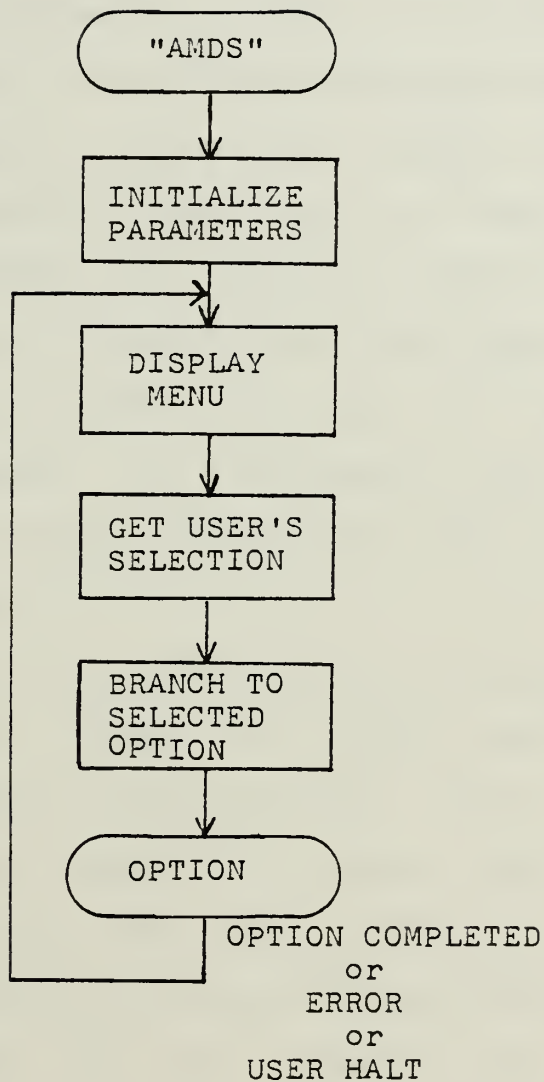 "AMDS"
INITIALIZE
PARAMETERS
DISPLAY
MENU
GET USER'S
SELECTION
BRANCH TO
SELECTED
OPTION
OPTION
OPTION COMPLETED
or
ERROR
or
USER HALT